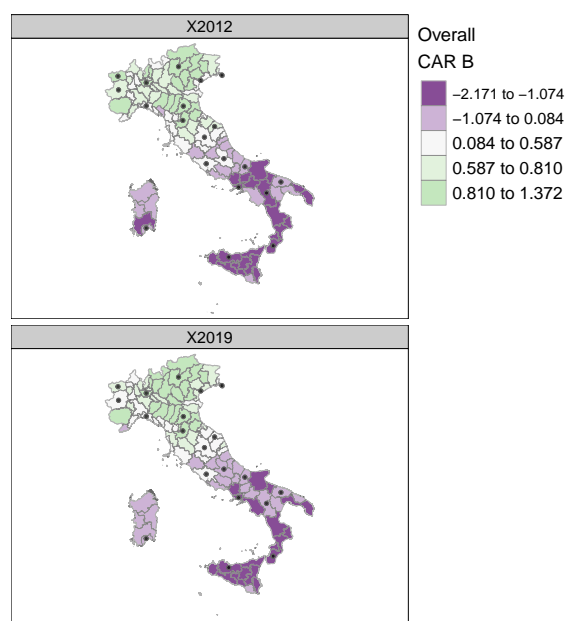 X2012
Overall
CAR B
−2.171 to −1.074
−1.074 to 0.084
0.084 to 0.587
0.587 to 0.810
0.810 to 1.372
X2019